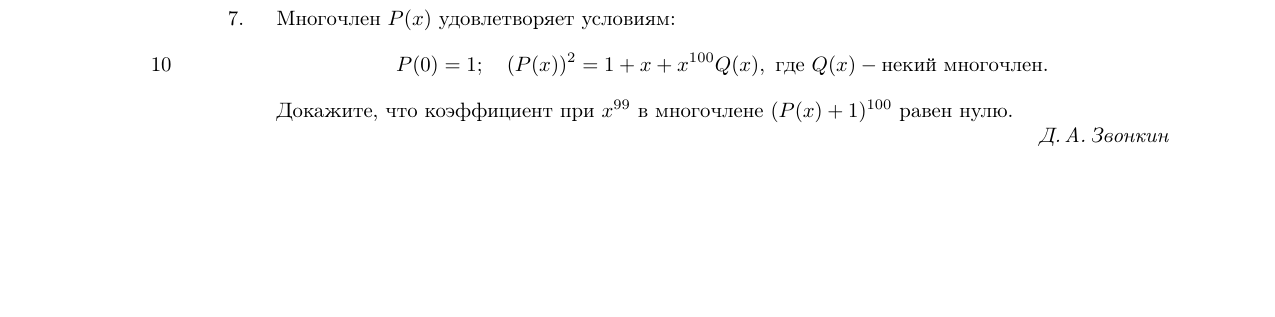 7. Многочлен P(x) удовлетворяет условиям:
10 P(0) = 1; (P(x))² = 1 + x + x¹⁰⁰Q(x), где Q(x) – некий многочлен.
Докажите, что коэффициент при x⁹⁹ в многочлене (P(x) + 1)¹⁰⁰ равен нулю.
Д. А. Звонкин